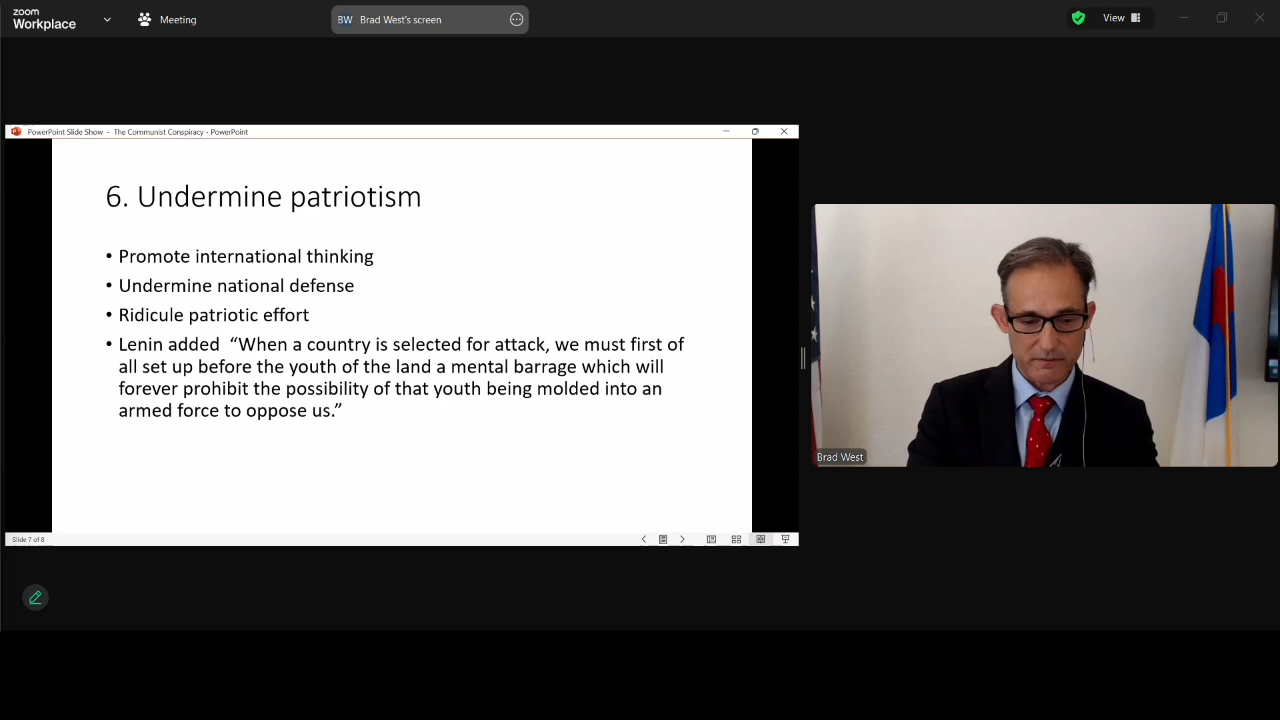 zoom
Workplace
Meeting
BW Brad West's screen
View
PowerPoint Slide Show - The Communist Conspiracy - PowerPoint
6. Undermine patriotism
• Promote international thinking
• Undermine national defense
• Ridicule patriotic effort
• Lenin added “When a country is selected for attack, we must first of
all set up before the youth of the land a mental barrage which will
forever prohibit the possibility of that youth being molded into an
armed force to oppose us.”
Brad West
Slide 7 of 8